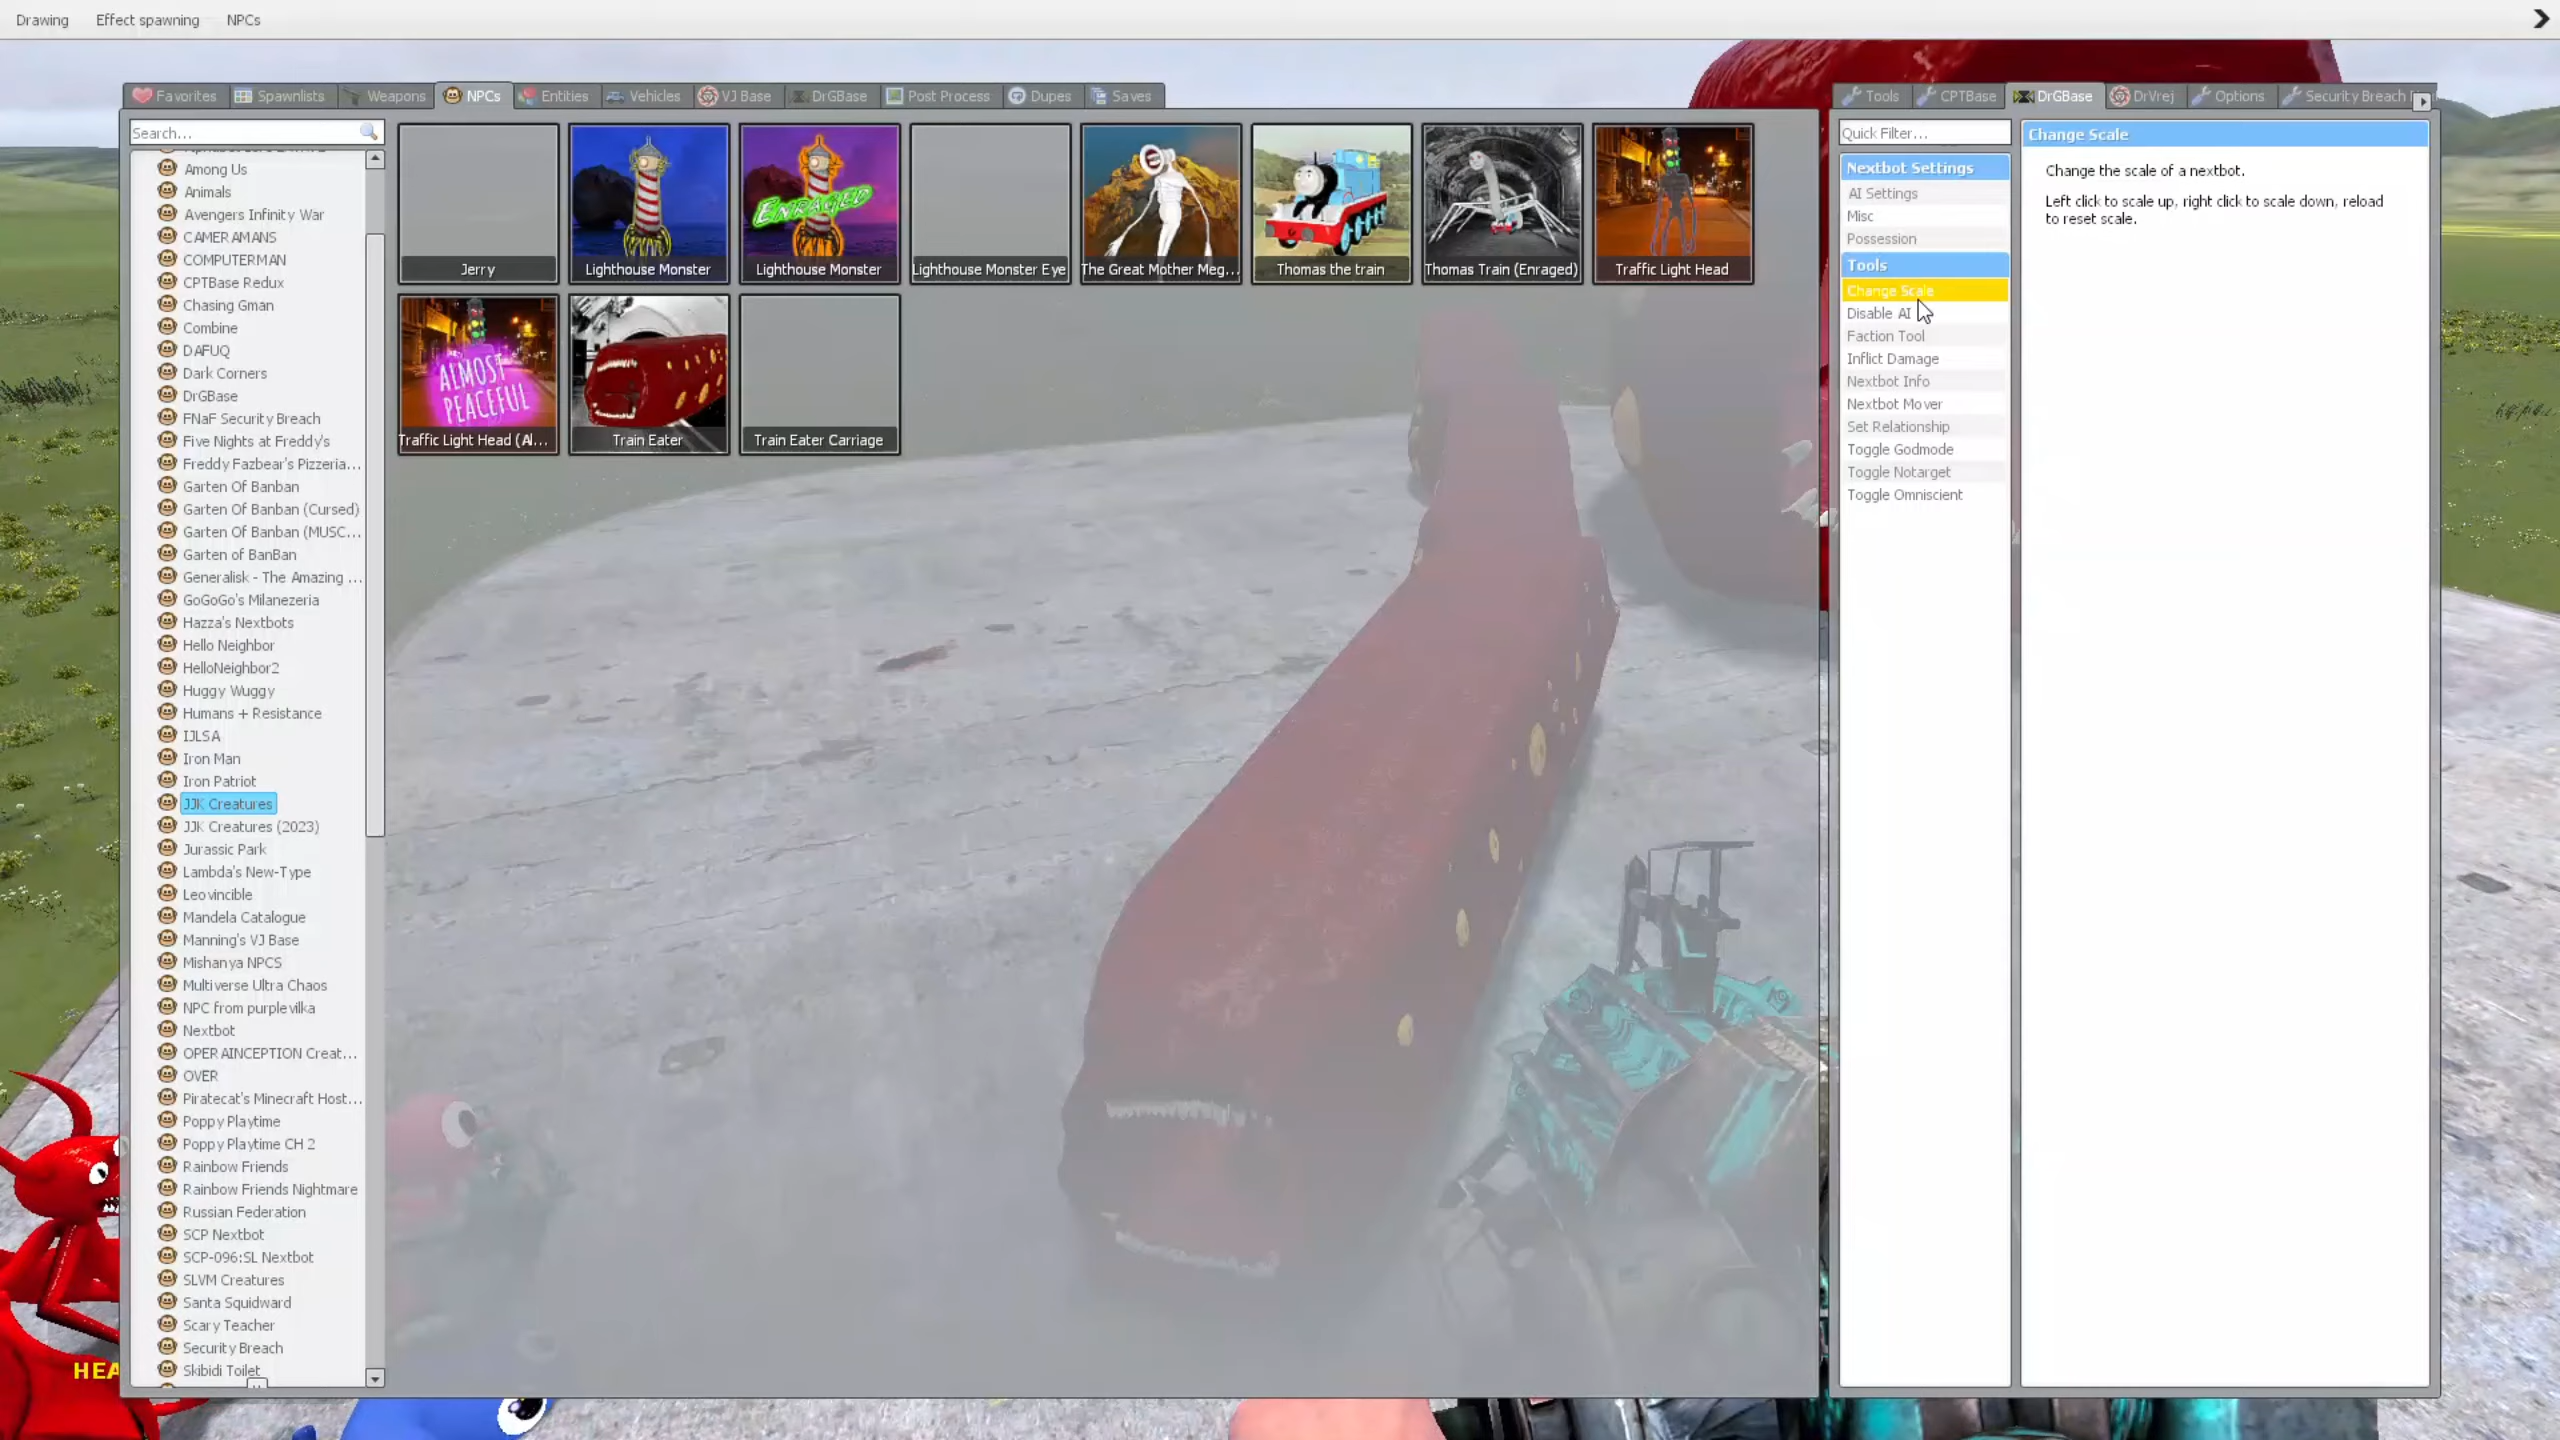 Drawing Effect spawning NPCs
Favorites Spawnlists Weapons NPCs Entities Vehicles VJ Base DrGBase Post Process Dupes Saves
Search...
Among Us
Animals
Avengers Infinity War
CAMERAMANS
COMPUTERMAN
CPTBase Redux
Chasing Gman
Combine
DAFUQ
Dark Corners
DrGBase
FNaF Security Breach
Five Nights at Freddy's
Freddy Fazbear's Pizzeria...
Garten Of Banban
Garten Of Banban (Cursed)
Garten Of Banban (MUSC...
Garten of BanBan
Generalisk - The Amazing ...
GoGoGo's Milanezeria
Hazza's Nextbots
Hello Neighbor
HelloNeighbor2
Huggy Wuggy
Humans + Resistance
IJLSA
Iron Man
Iron Patriot
JJK Creatures
JJK Creatures (2023)
Jurassic Park
Lambda's New-Type
Leovincible
Mandela Catalogue
Manning's VJ Base
Mishanya NPCS
Multiverse Ultra Chaos
NPC from purplevilka
Nextbot
OPERAINCEPTION Creat...
OVER
Piratecat's Minecraft Host...
Poppy Playtime
Poppy Playtime CH 2
Rainbow Friends
Rainbow Friends Nightmare
Russian Federation
SCP Nextbot
SCP-096:SL Nextbot
SLVM Creatures
Santa Squidward
Scary Teacher
Security Breach
Skibidi Toilet
ENRAGED
Jerry
Lighthouse Monster
Lighthouse Monster
Lighthouse Monster Eye
The Great Mother Meg...
Thomas the train
Thomas Train (Enraged)
Traffic Light Head
ALMOST
PEACEFUL
Traffic Light Head (Al...
Train Eater
Train Eater Carriage
Tools CPTBase DrGBase DrVrej Options Security Breach
Quick Filter...
Nextbot Settings
AI Settings
Misc
Possession
Tools
Change Scale
Disable AI
Faction Tool
Inflict Damage
Nextbot Info
Nextbot Mover
Set Relationship
Toggle Godmode
Toggle Notarget
Toggle Omniscient
Change Scale
Change the scale of a nextbot.
Left click to scale up, right click to scale down, reload
to reset scale.
HEA